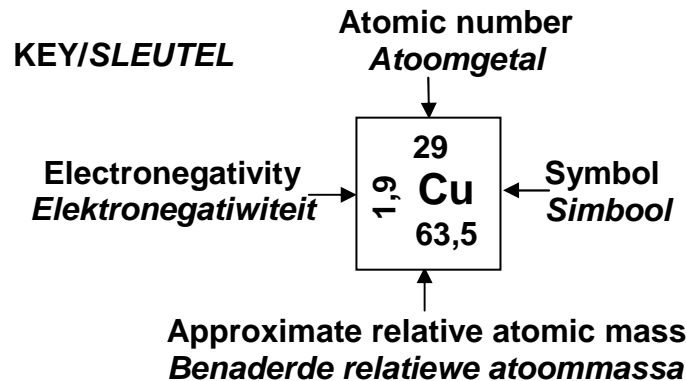 KEY/SLEUTEL
Atomic number
Atoomgetal
Electronegativity
Elektronegatiwiteit
29
1,9
Cu
63,5
Symbol
Simbool
Approximate relative atomic mass
Benaderde relatiewe atoommassa